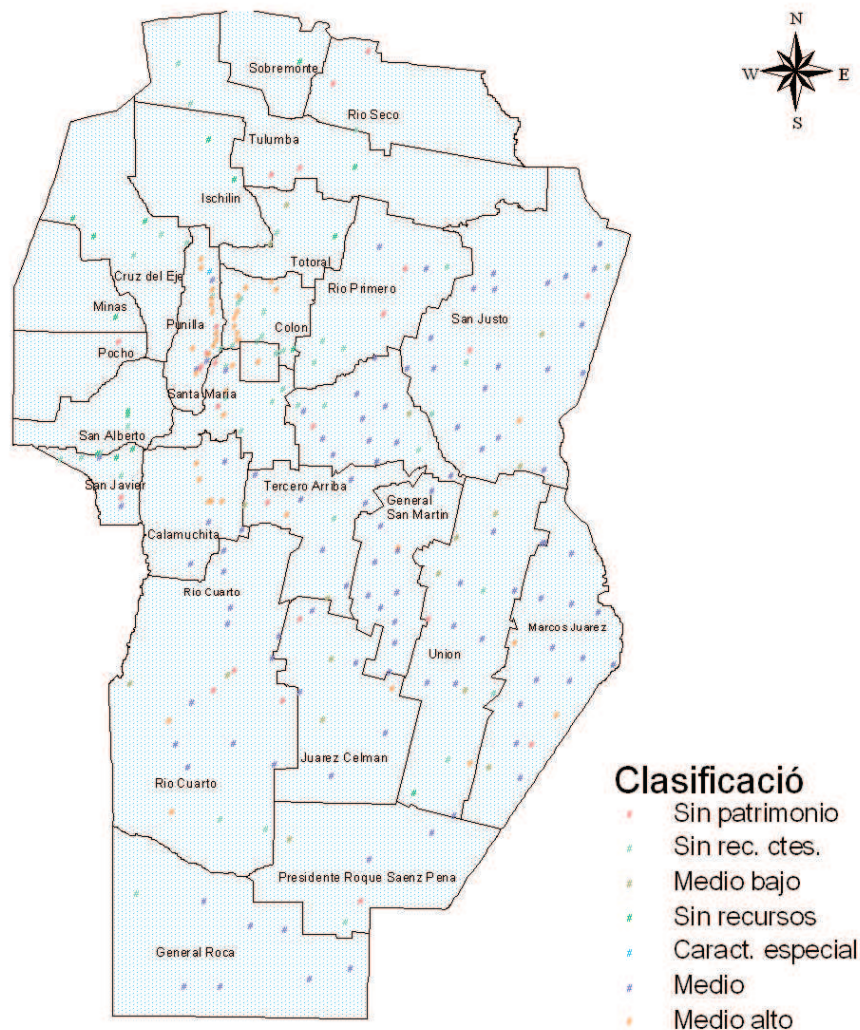 N
W E
S
Sobremonte
Rio Seco
Tulumba
Ischilin
Totoral
Cruz del Eje
Rio Primero
Minas
Punilla
Colon
San Justo
Pocho
Santa Maria
San Alberto
San Javier
Tercero Arriba
General
San Martin
Calamuchita
Rio Cuarto
Marcos Juarez
Union
Juarez Celman
Rio Cuarto
Presidente Roque Saenz Pena
General Roca
Clasificació
Sin patrimonio
Sin rec. ctes.
Medio bajo
Sin recursos
Caract. especial
Medio
Medio alto